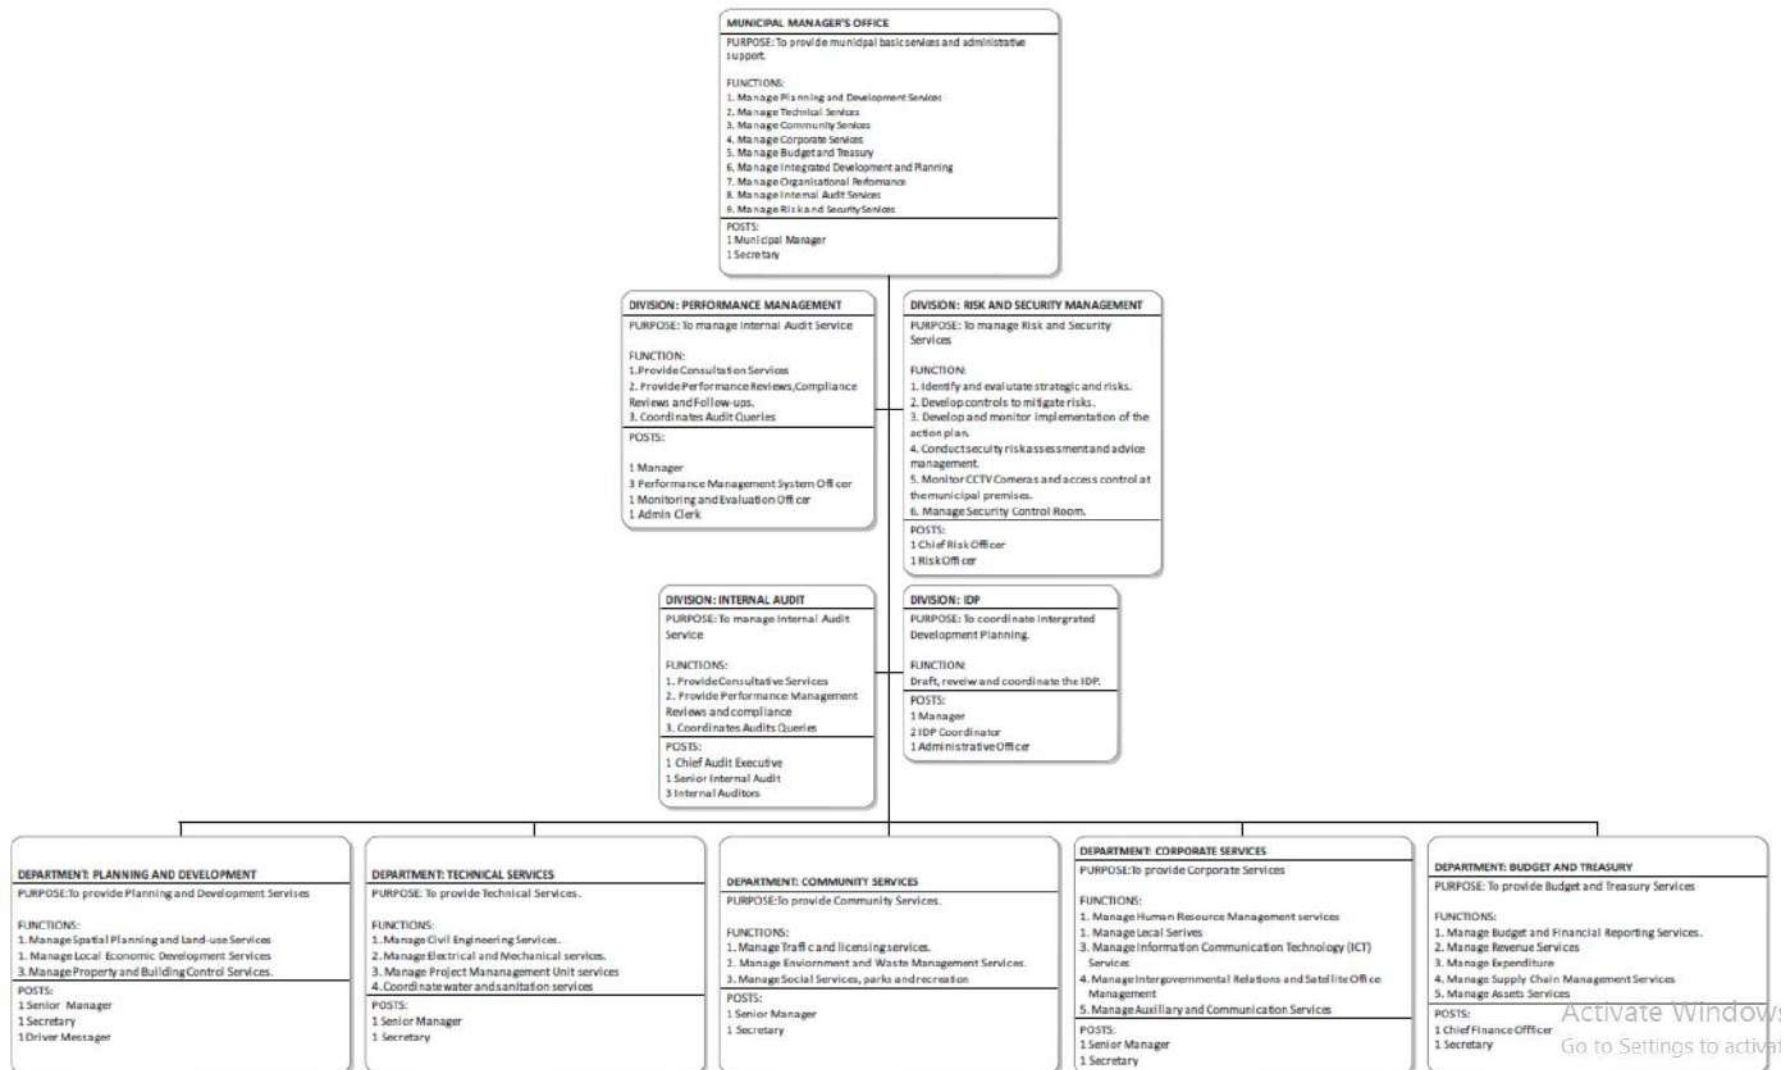 MUNICIPAL MANAGER'S OFFICE
PURPOSE: To provide municipal basic services and administrative
support.
FUNCTIONS:
1. Manage Planning and Development Services
2. Manage Technical Services
3. Manage Community Services
4. Manage Corporate Services
5. Manage Budget and Treasury
6. Manage Integrated Development and Planning
7. Manage Organisational Performance
8. Manage Internal Audit Services
9. Manage Risk and Security Services
POSTS:
1 Municipal Manager
1 Secretary
DIVISION: PERFORMANCE MANAGEMENT
PURPOSE: To manage Internal Audit Service
FUNCTION:
1.Provide Consultation Services
2. Provide Performance Reviews,Compliance
Reviews and Follow-ups.
3. Coordinates Audit Queries
POSTS:
1 Manager
3 Performance Management System Officer
1 Monitoring and Evaluation Officer
1 Admin Clerk
DIVISION: RISK AND SECURITY MANAGEMENT
PURPOSE: To manage Risk and Security
Services
FUNCTION:
1. Identify and evalutate strategic and risks.
2. Develop controls to mitigate risks.
3. Develop and monitor implementation of the
action plan.
4. Conduct secuity risk assessment and advice
management.
5. Monitor CCTV Comeras and access control at
the municipal premises.
6. Manage Security Control Room.
POSTS:
1 Chief Risk Officer
1 Risk Officer
DIVISION: INTERNAL AUDIT
PURPOSE: To manage Internal Audit
Service
FUNCTIONS:
1. Provide Consultative Services
2. Provide Performance Management
Reviews and compliance
3. Coordinates Audits Queries
POSTS:
1 Chief Audit Executive
1 Senior Internal Audit
3 Internal Auditors
DIVISION: IDP
PURPOSE: To coordinate Intergrated
Development Planning.
FUNCTION:
Draft, reveiw and coordinate the IDP.
POSTS:
1 Manager
2 IDP Coordinator
1 Administrative Officer
DEPARTMENT: PLANNING AND DEVELOPMENT
PURPOSE:To provide Planning and Development Servises
FUNCTIONS:
1. Manage Spatial Planning and Land-use Services
1. Manage Local Economic Development Services
3. Manage Property and Building Control Services.
POSTS:
1 Senior Manager
1 Secretary
1 Driver Messager
DEPARTMENT: TECHNICAL SERVICES
PURPOSE: To provide Technical Services.
FUNCTIONS:
1. Manage Civil Engineering Services.
2. Manage Electrical and Mechanical services.
3. Manage Project Mananagement Unit services
4. Coordinate water and sanitation services
POSTS:
1 Senior Manager
1 Secretary
DEPARTMENT: COMMUNITY SERVICES
PURPOSE:To provide Community Services.
FUNCTIONS:
1. Manage Traffic and licensing services.
2. Manage Enviornment and Waste Management Services.
3. Manage Social Services, parks and recreation
POSTS:
1 Senior Manager
1 Secretary
DEPARTMENT: CORPORATE SERVICES
PURPOSE:To provide Corporate Services
FUNCTIONS:
1. Manage Human Resource Management services
1. Manage Lecal Serives
3. Manage Information Communication Technology (ICT)
Services
4. Manage Intergovernmental Relations and Satellite Office
Management
5. Manage Auxillary and Communication Services
POSTS:
1 Senior Manager
1 Secretary
DEPARTMENT: BUDGET AND TREASURY
PURPOSE: To provide Budget and Treasury Services
FUNCTIONS:
1. Manage Budget and Financial Reporting Services.
2. Manage Revenue Services
3. Manage Expenditure
4. Manage Supply Chain Management Services
5. Manage Assets Services
POSTS:
1 Chief Finance Offficer
1 Secretary
Activate Windows
Go to Settings to activat